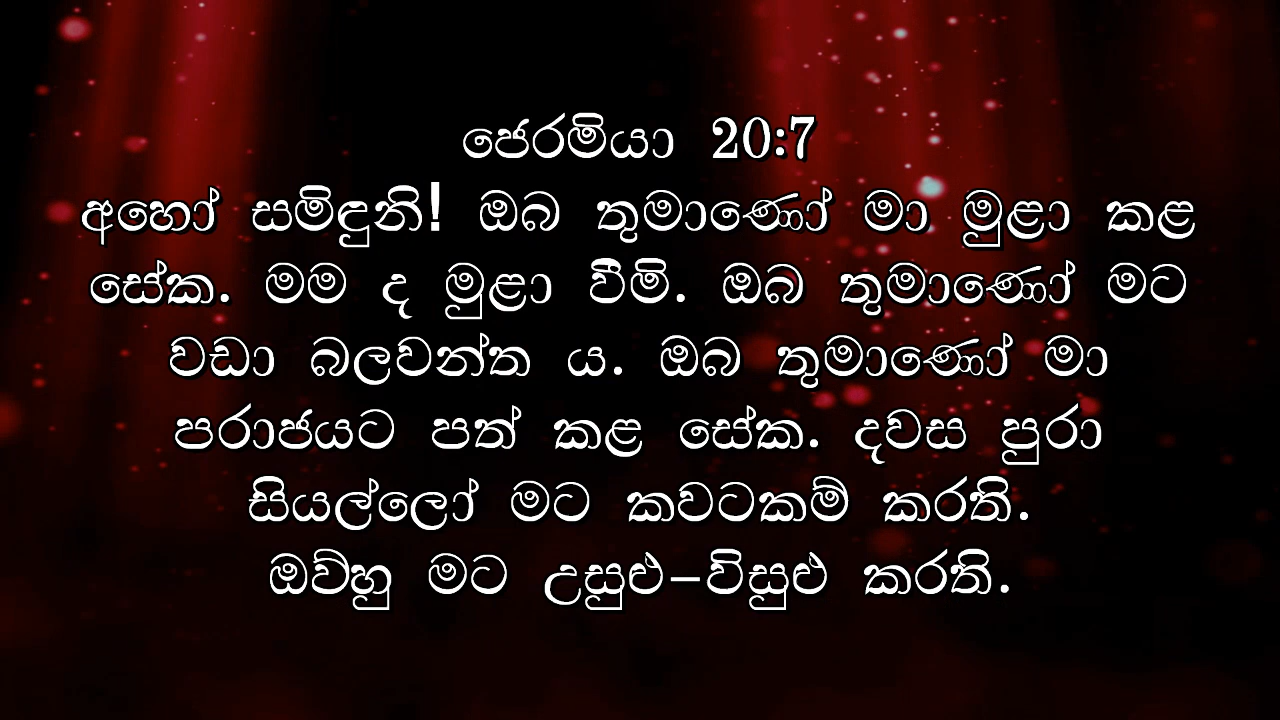 ජෙරමියා 20:7
අහෝ සමිඳුනි! ඔබ තුමාණෝ මා මුළා කළ
සේක. මම ද මුළා වීමි. ඔබ තුමාණෝ මට
වඩා බලවන්ත ය. ඔබ තුමාණෝ මා
පරාජයට පත් කළ සේක. දවස පුරා
සියල්ලෝ මට කවටකම් කරති.
ඔව්හු මට උසුළු–විසුළු කරති.